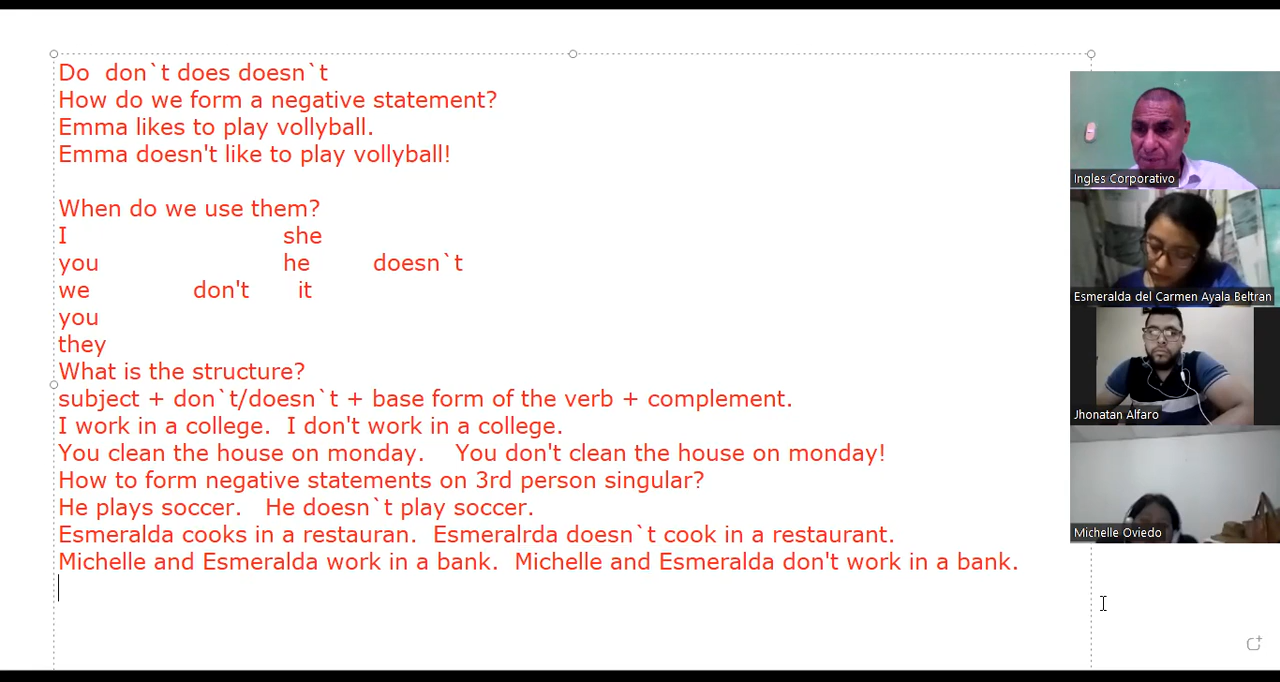 Do  don`t does doesn`t
How do we form a negative statement?
Emma likes to play vollyball.
Emma doesn't like to play vollyball!
When do we use them?
I she
you he doesn`t
we don't it
you
they
What is the structure?
subject + don`t/doesn`t + base form of the verb + complement.
I work in a college.  I don't work in a college.
You clean the house on monday.    You don't clean the house on monday!
How to form negative statements on 3rd person singular?
He plays soccer.   He doesn`t play soccer.
Esmeralda cooks in a restauran.  Esmeralrda doesn`t cook in a restaurant.
Michelle and Esmeralda work in a bank.  Michelle and Esmeralda don't work in a bank.
Ingles Corporativo
Esmeralda del Carmen Ayala Beltran
Jhonatan Alfaro
Michelle Oviedo